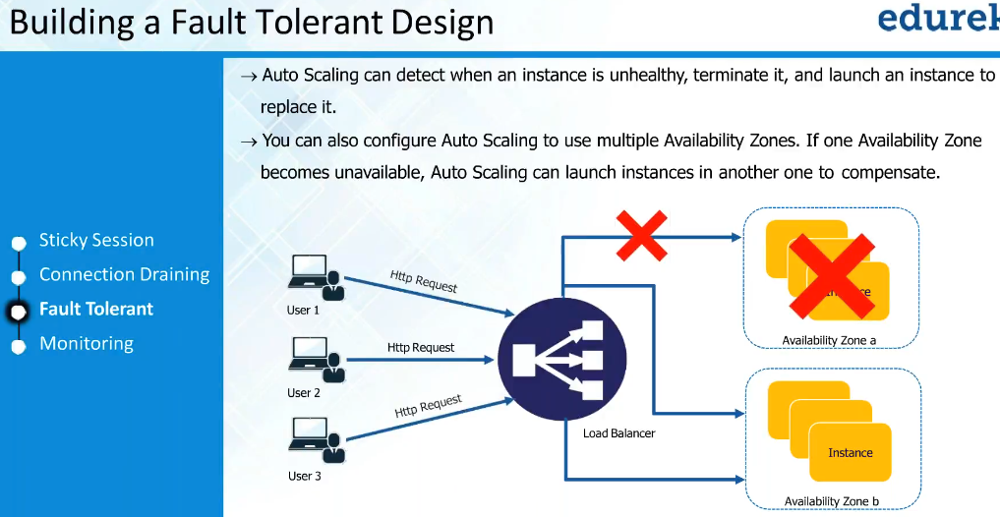 Building a Fault Tolerant Design
edurek
→ Auto Scaling can detect when an instance is unhealthy, terminate it, and launch an instance to
replace it.
→ You can also configure Auto Scaling to use multiple Availability Zones. If one Availability Zone
becomes unavailable, Auto Scaling can launch instances in another one to compensate.
Sticky Session
Connection Draining
Fault Tolerant
Monitoring
User 1
Http Request
User 2
Http Request
User 3
Http Request
Load Balancer
Availability Zone a
Instance
Availability Zone b